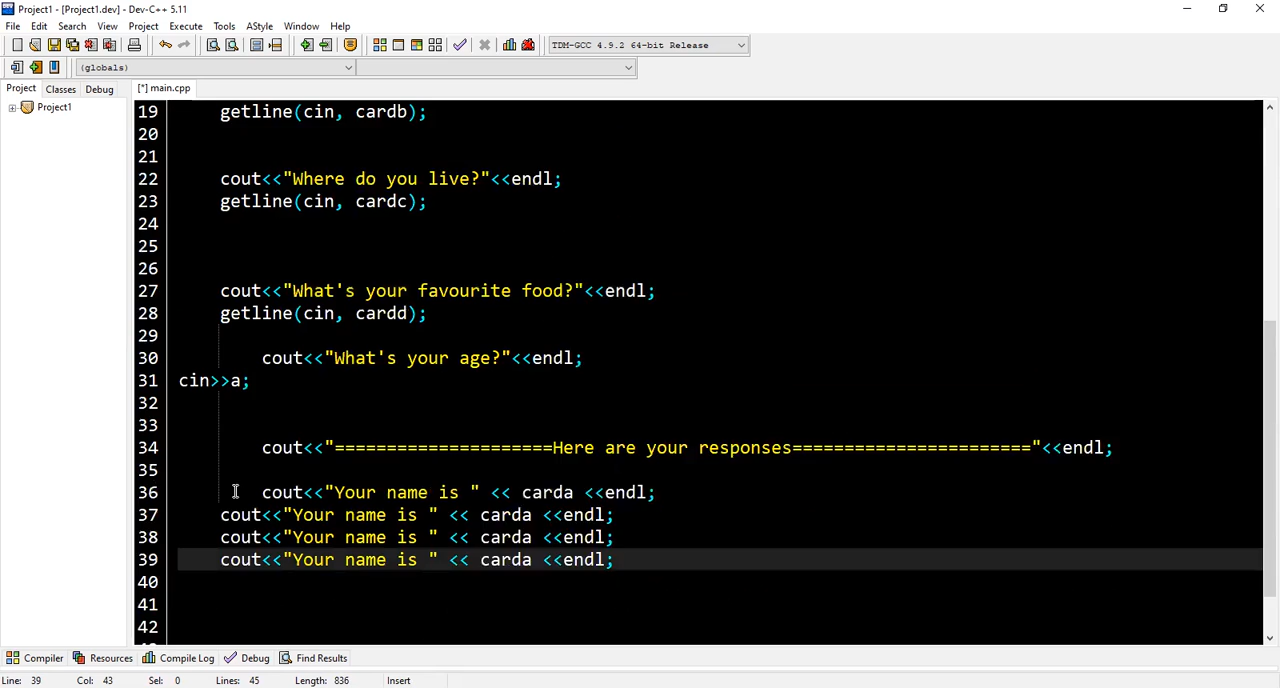 Project1 - [Project1.dev] - Dev-C++ 5.11
File Edit Search View Project Execute Tools AStyle Window Help
TDM-GCC 4.9.2 64-bit Release
(globals)
Project Classes Debug [*] main.cpp
Project1
19 getline(cin, cardb);
20
21
22 cout<<"Where do you live?"<<endl;
23 getline(cin, cardc);
24
25
26
27 cout<<"What's your favourite food?"<<endl;
28 getline(cin, cardd);
29
30 cout<<"What's your age?"<<endl;
31 cin>>a;
32
33
34 cout<<"=====================Here are your responses======================="<<endl;
35
36 cout<<"Your name is " << carda <<endl;
37 cout<<"Your name is " << carda <<endl;
38 cout<<"Your name is " << carda <<endl;
39 cout<<"Your name is " << carda <<endl;
40
41
42
Compiler Resources Compile Log Debug Find Results
Line: 39 Col: 43 Sel: 0 Lines: 45 Length: 836 Insert